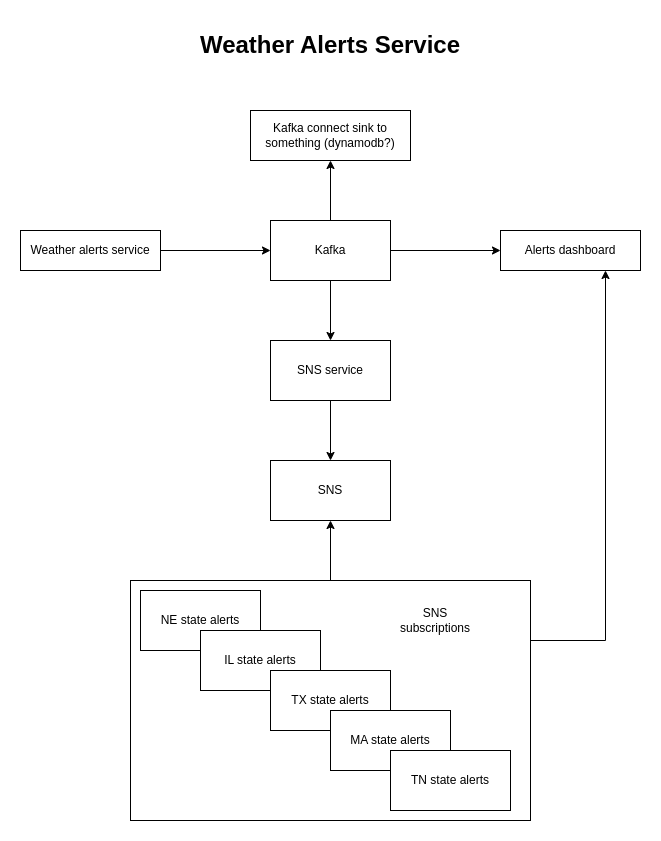 Weather Alerts Service
Kafka connect sink to
something (dynamodb?)
Weather alerts service
Kafka
Alerts dashboard
SNS service
SNS
SNS
subscriptions
NE state alerts
IL state alerts
TX state alerts
MA state alerts
TN state alerts